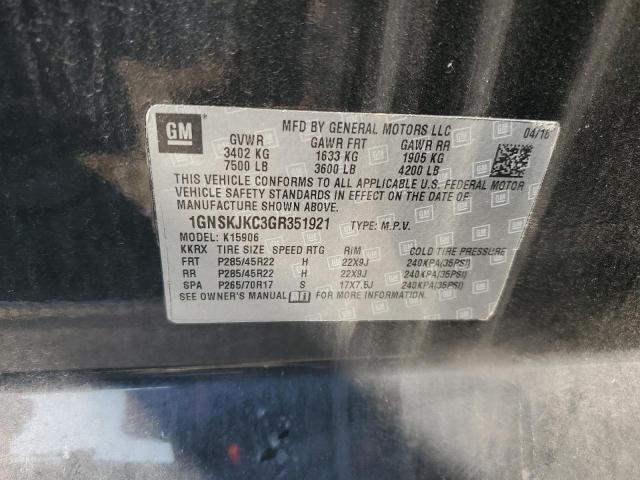 GM
MFD BY GENERAL MOTORS LLC 04/16
GVWR GAWR FRT GAWR RR
3402 KG 1633 KG 1905 KG
7500 LB 3600 LB 4200 LB
THIS VEHICLE CONFORMS TO ALL APPLICABLE U.S. FEDERAL MOTOR
VEHICLE SAFETY STANDARDS IN EFFECT ON THE DATE OF
MANUFACTURE SHOWN ABOVE.
1GNSKJKC3GR351921 TYPE: M.P.V.
MODEL: K15906
KKRX TIRE SIZE SPEED RTG RIM COLD TIRE PRESSURE
FRT P285/45R22 H 22X9J 240KPA(35PSI)
RR P285/45R22 H 22X9J 240KPA(35PSI)
SPA P265/70R17 S 17X7.5J 240KPA(35PSI)
SEE OWNER'S MANUAL